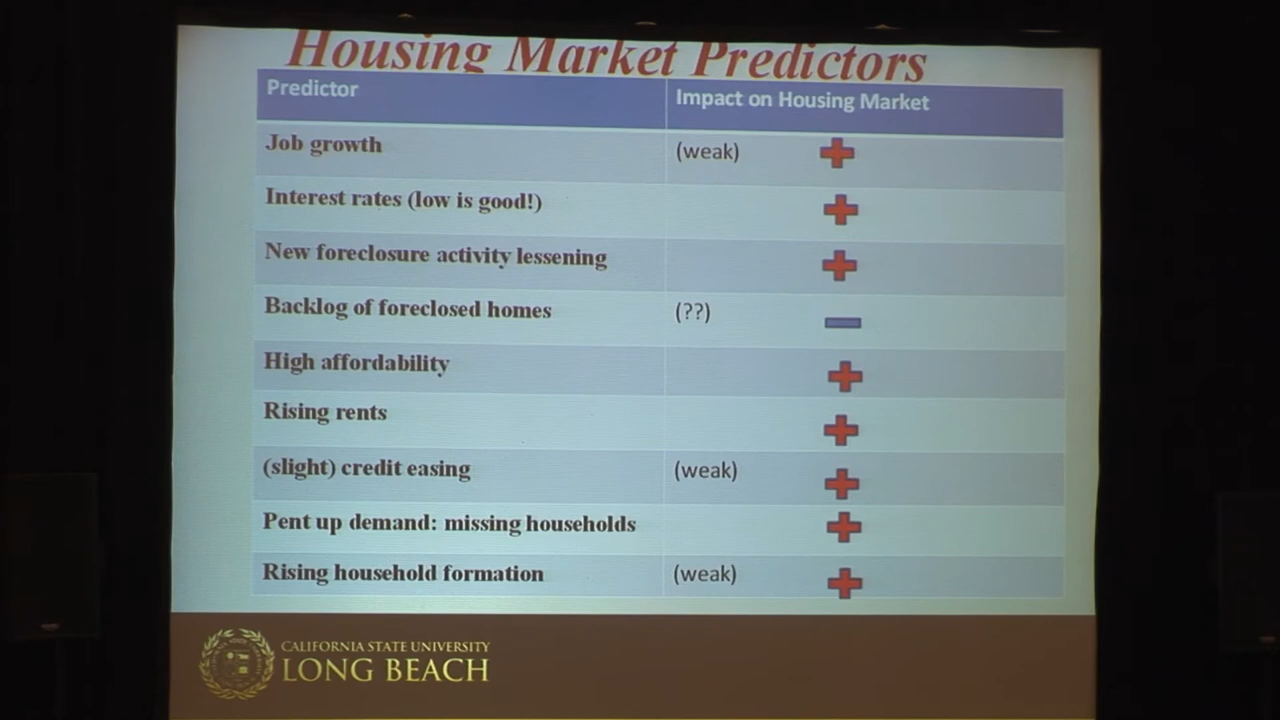 Housing Market Predictors
Predictor Impact on Housing Market
Job growth (weak)
Interest rates (low is good!)
New foreclosure activity lessening
Backlog of foreclosed homes (??)
High affordability
Rising rents
(slight) credit easing (weak)
Pent up demand: missing households
Rising household formation (weak)
CALIFORNIA STATE UNIVERSITY
LONG BEACH